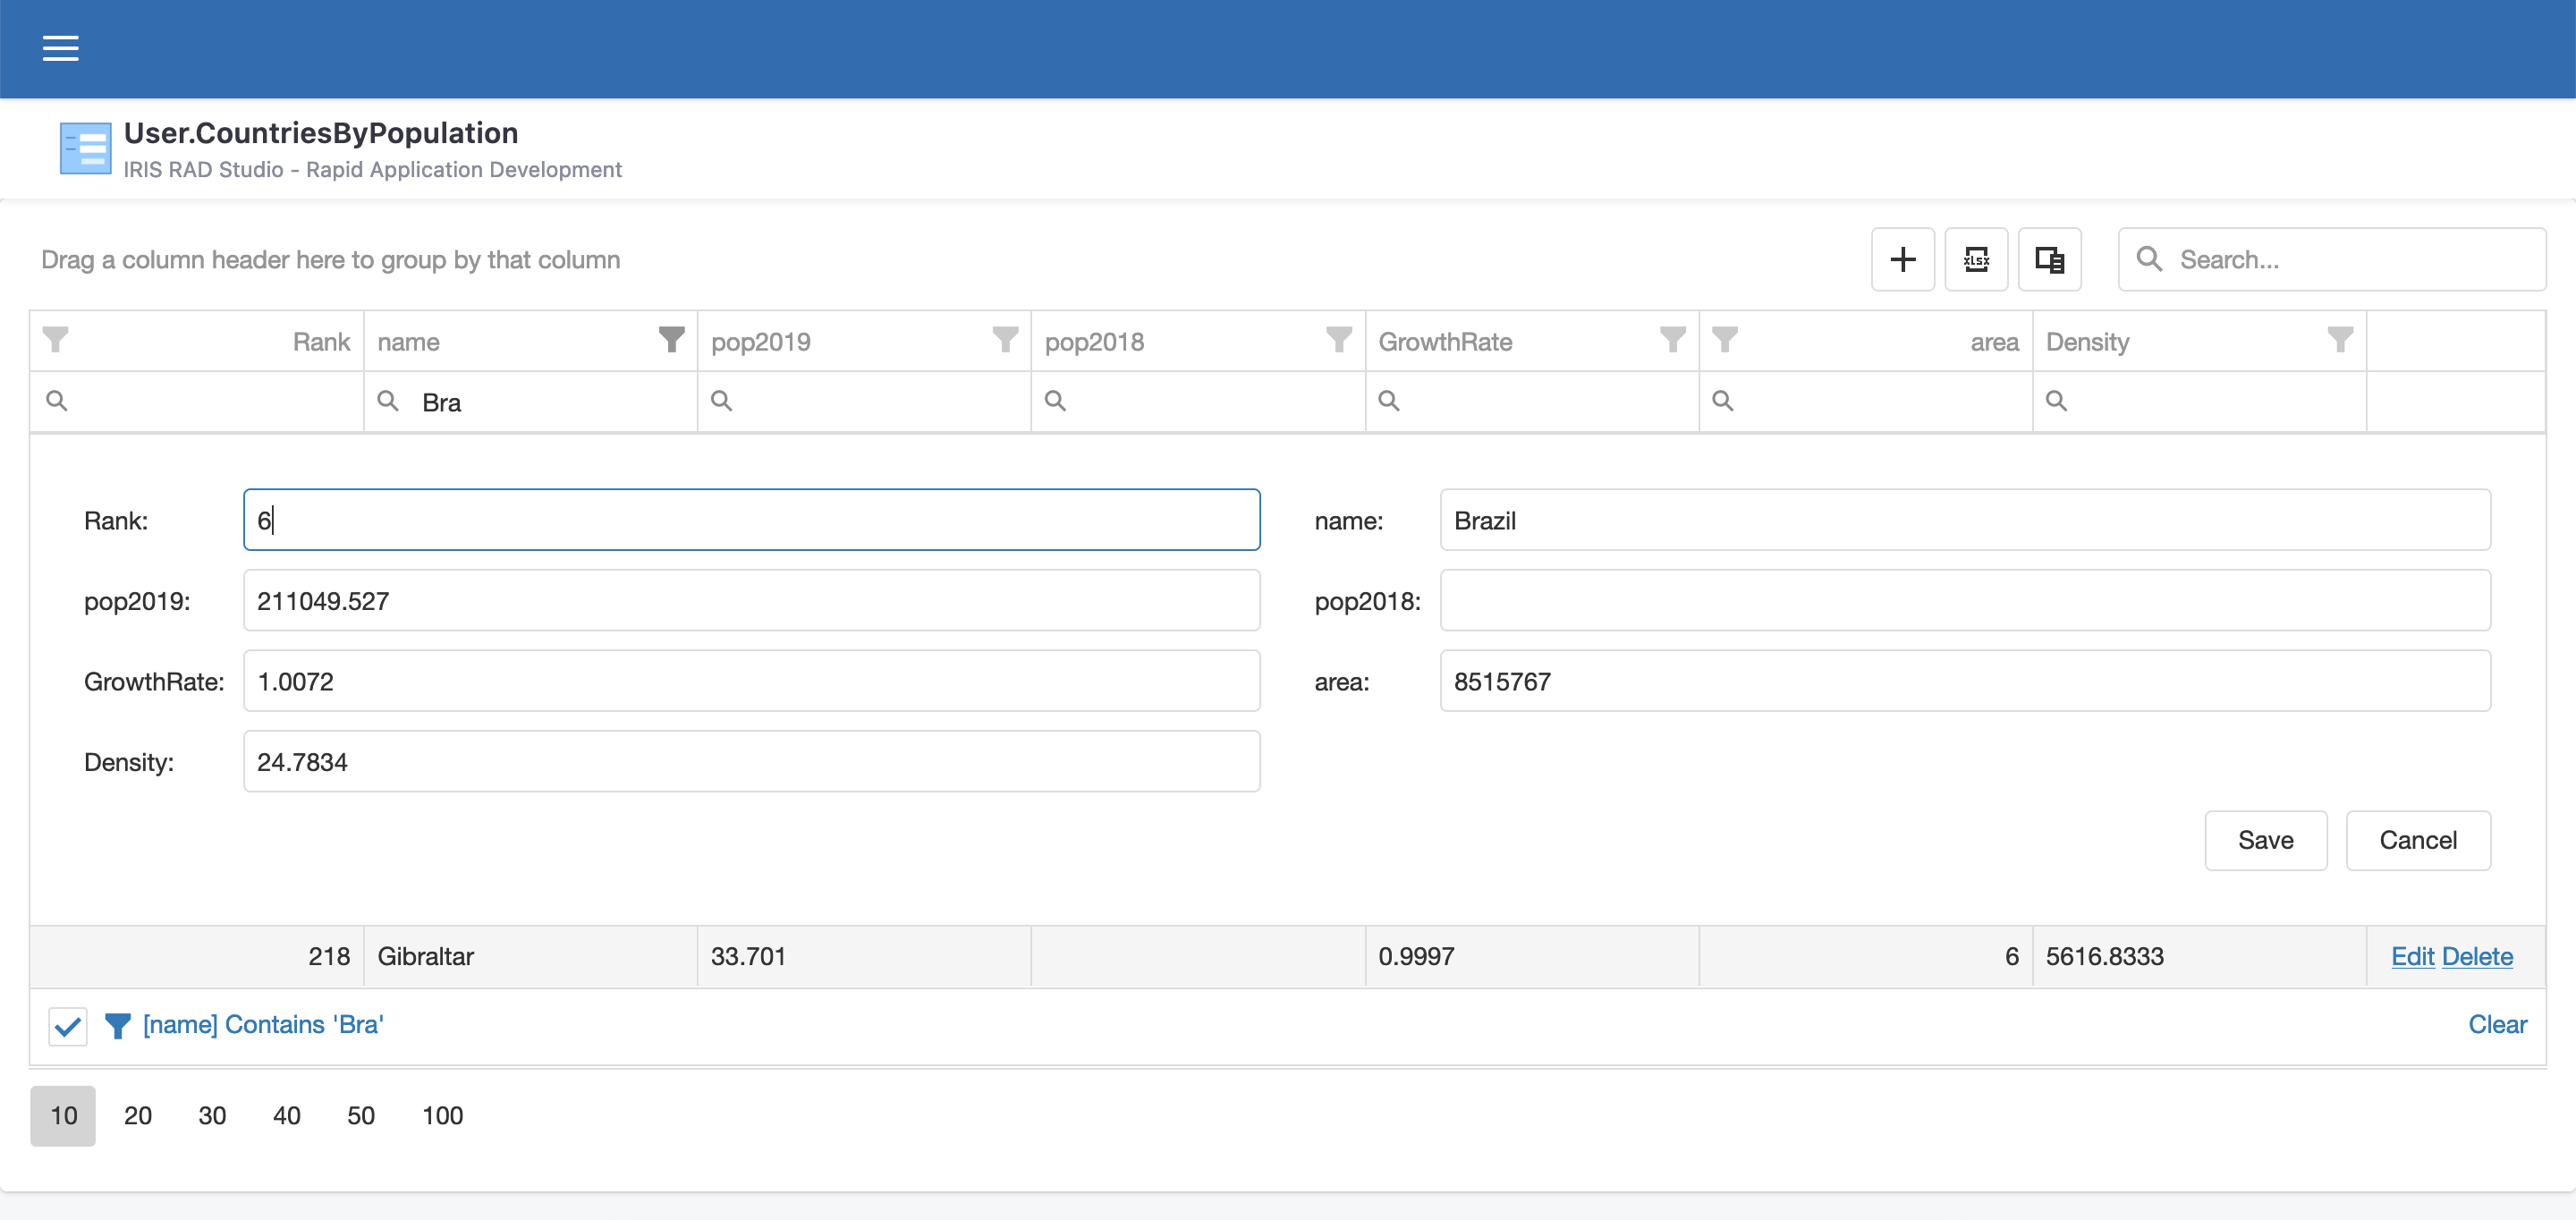 User.CountriesByPopulation
IRIS RAD Studio - Rapid Application Development
Drag a column header here to group by that column
xlsx
Search...
Rank name pop2019 pop2018 GrowthRate area Density
Bra
Rank: 6 name: Brazil
pop2019: 211049.527 pop2018:
GrowthRate: 1.0072 area: 8515767
Density: 24.7834
Save Cancel
218 Gibraltar 33.701 0.9997 6 5616.8333 Edit Delete
[name] Contains 'Bra' Clear
10 20 30 40 50 100